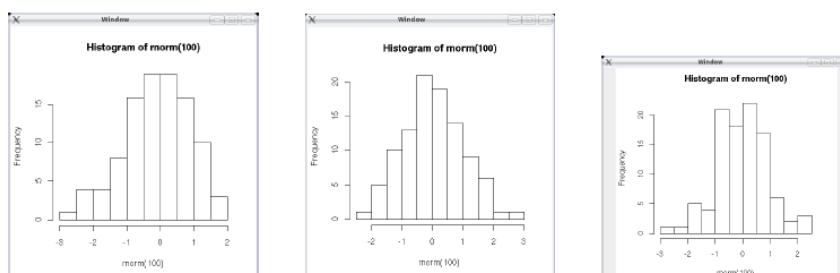 Window
Histogram of rnorm(100)
Frequency
15
10
5
0
-3 -2 -1 0 1 2
rnorm(100)
Window
Histogram of rnorm(100)
Frequency
20
15
10
5
0
-2 -1 0 1 2 3
rnorm(100)
Window
Histogram of rnorm(100)
Frequency
20
15
10
5
0
-3 -2 -1 0 1 2
rnorm(100)